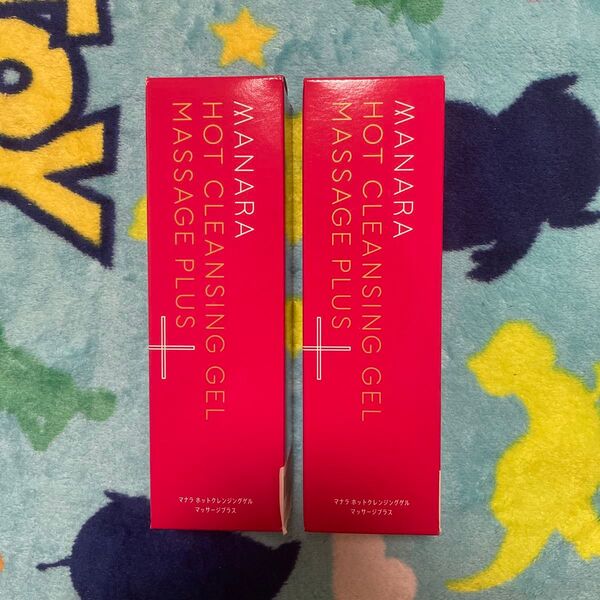 TOY
MANARA
HOT CLEANSING GEL
MASSAGE PLUS
マナラ ホットクレンジングゲル
マッサージプラス
MANARA
HOT CLEANSING GEL
MASSAGE PLUS
マナラ ホットクレンジングゲル
マッサージプラス